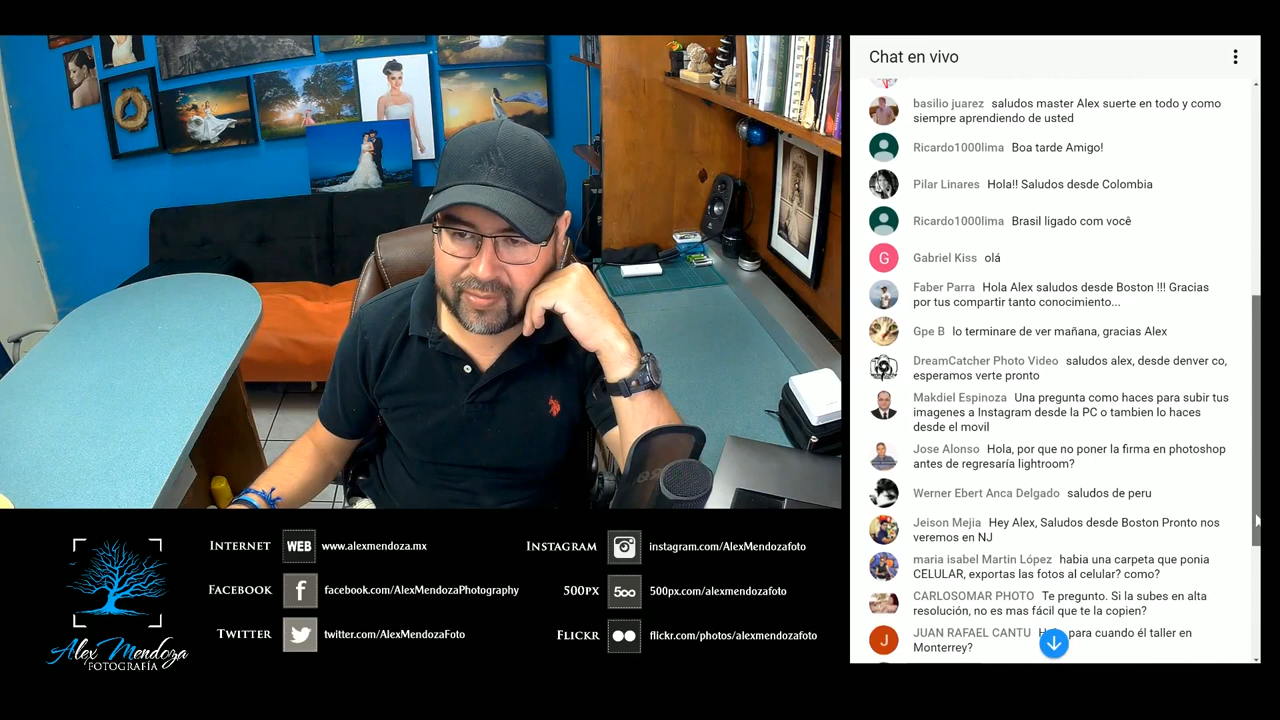 Chat en vivo
basilio juarez saludos master Alex suerte en todo y como
siempre aprendiendo de usted
Ricardo1000lima Boa tarde Amigo!
Pilar Linares Hola!! Saludos desde Colombia
Ricardo1000lima Brasil ligado com você
G
Gabriel Kiss olá
Faber Parra Hola Alex saludos desde Boston !!! Gracias
por tus compartir tanto conocimiento...
Gpe B lo terminare de ver mañana, gracias Alex
DreamCatcher Photo Video saludos alex, desde denver co,
esperamos verte pronto
Makdiel Espinoza Una pregunta como haces para subir tus
imagenes a Instagram desde la PC o tambien lo haces
desde el movil
Jose Alonso Hola, por que no poner la firma en photoshop
antes de regresaría lightroom?
Werner Ebert Anca Delgado saludos de peru
Jeison Mejia Hey Alex, Saludos desde Boston Pronto nos
veremos en NJ
maria isabel Martín López habia una carpeta que ponia
CELULAR, exportas las fotos al celular? como?
CARLOSOMAR PHOTO Te pregunto. Si la subes en alta
resolución, no es mas fácil que te la copien?
J
JUAN RAFAEL CANTU para cuando él taller en
Monterrey?
Internet WEB www.alexmendoza.mx
Facebook f facebook.com/AlexMendozaPhotography
Twitter twitter.com/AlexMendozaFoto
Instagram instagram.com/AlexMendozafoto
500px 500 500px.com/alexmendozafoto
Flickr flickr.com/photos/alexmendozafoto
Alex Mendoza
FOTOGRAFÍA